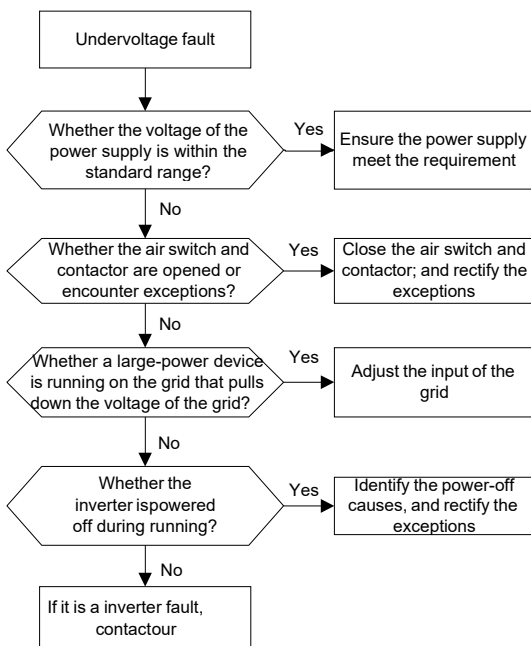 Undervoltage fault
Whether the voltage of the
power supply is within the
standard range?
Yes
Ensure the power supply
meet the requirement
No
Whether the air switch and
contactor are opened or
encounter exceptions?
Yes
Close the air switch and
contactor; and rectify the
exceptions
No
Whether a large-power device
is running on the grid that pulls
down the voltage of the grid?
Yes
Adjust the input of the
grid
No
Whether the
inverter ispowered
off during running?
Yes
Identify the power-off
causes, and rectify the
exceptions
No
If it is a inverter fault,
contactour